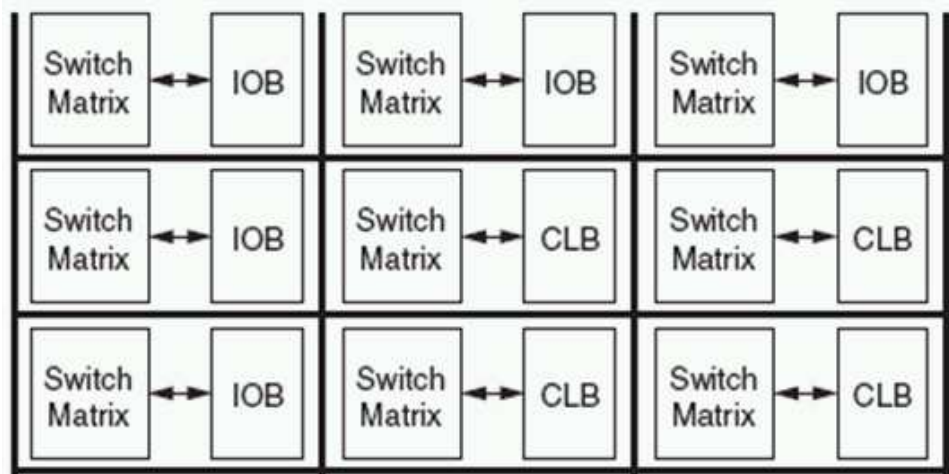 Switch
Matrix
IOB
Switch
Matrix
IOB
Switch
Matrix
IOB
Switch
Matrix
IOB
Switch
Matrix
CLB
Switch
Matrix
CLB
Switch
Matrix
IOB
Switch
Matrix
CLB
Switch
Matrix
CLB